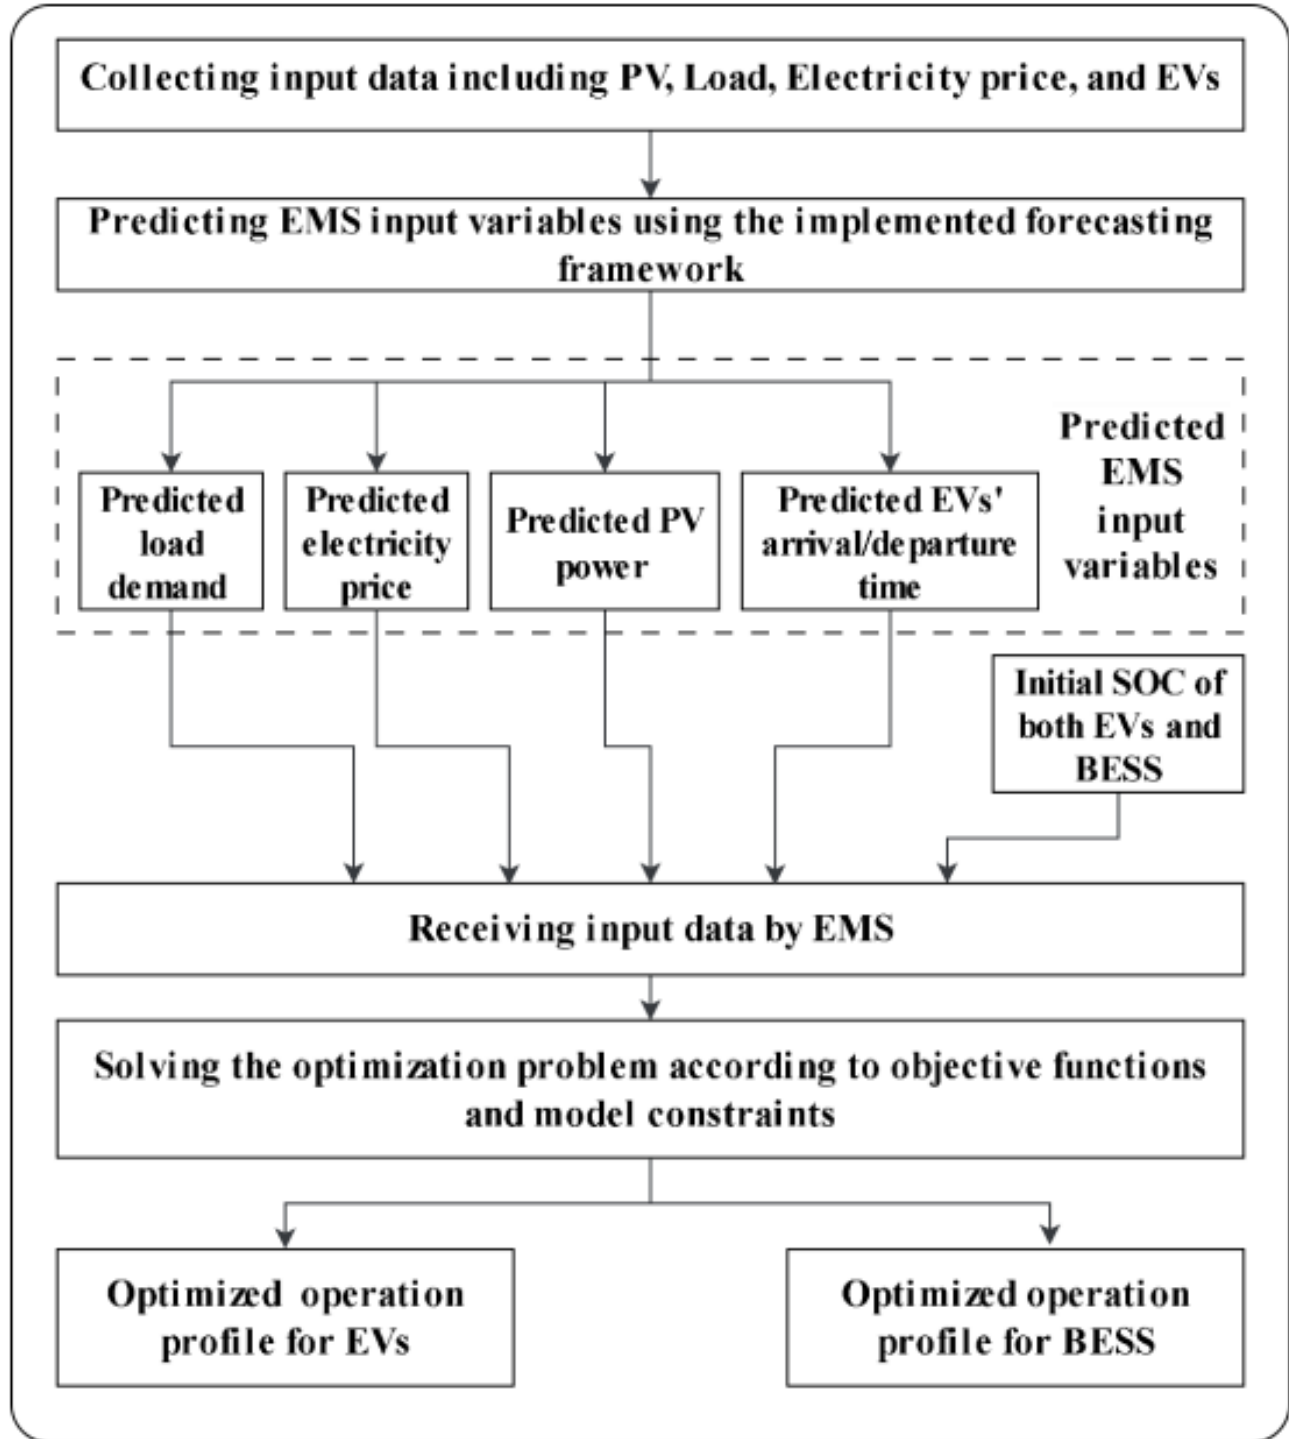 Collecting input data including PV, Load, Electricity price, and EVs
Predicting EMS input variables using the implemented forecasting
framework
Predicted
load
demand
Predicted
electricity
price
Predicted PV
power
Predicted EVs'
arrival/departure
time
Predicted
EMS
input
variables
Initial SOC of
both EVs and
BESS
Receiving input data by EMS
Solving the optimization problem according to objective functions
and model constraints
Optimized operation
profile for EVs
Optimized operation
profile for BESS